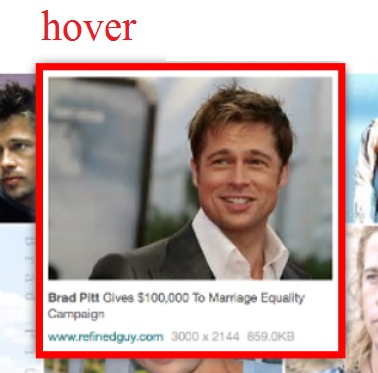 hover
Brad Pitt Gives $100,000 To Marriage Equality
Campaign
www.refinedguy.com 3000 x 2144 859.0KB